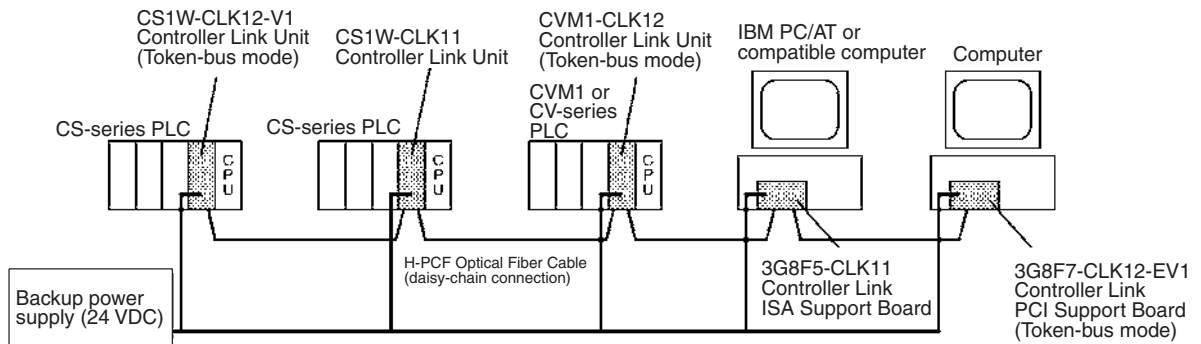 CS1W-CLK12-V1
Controller Link Unit
(Token-bus mode)
CS1W-CLK11
Controller Link Unit
CVM1-CLK12
Controller Link Unit
(Token-bus mode)
IBM PC/AT or
compatible computer
Computer
CS-series PLC
CS-series PLC
CVM1 or
CV-series
PLC
CPU
CPU
CPU
H-PCF Optical Fiber Cable
(daisy-chain connection)
3G8F5-CLK11
Controller Link
ISA Support Board
3G8F7-CLK12-EV1
Controller Link
PCI Support Board
(Token-bus mode)
Backup power
supply (24 VDC)